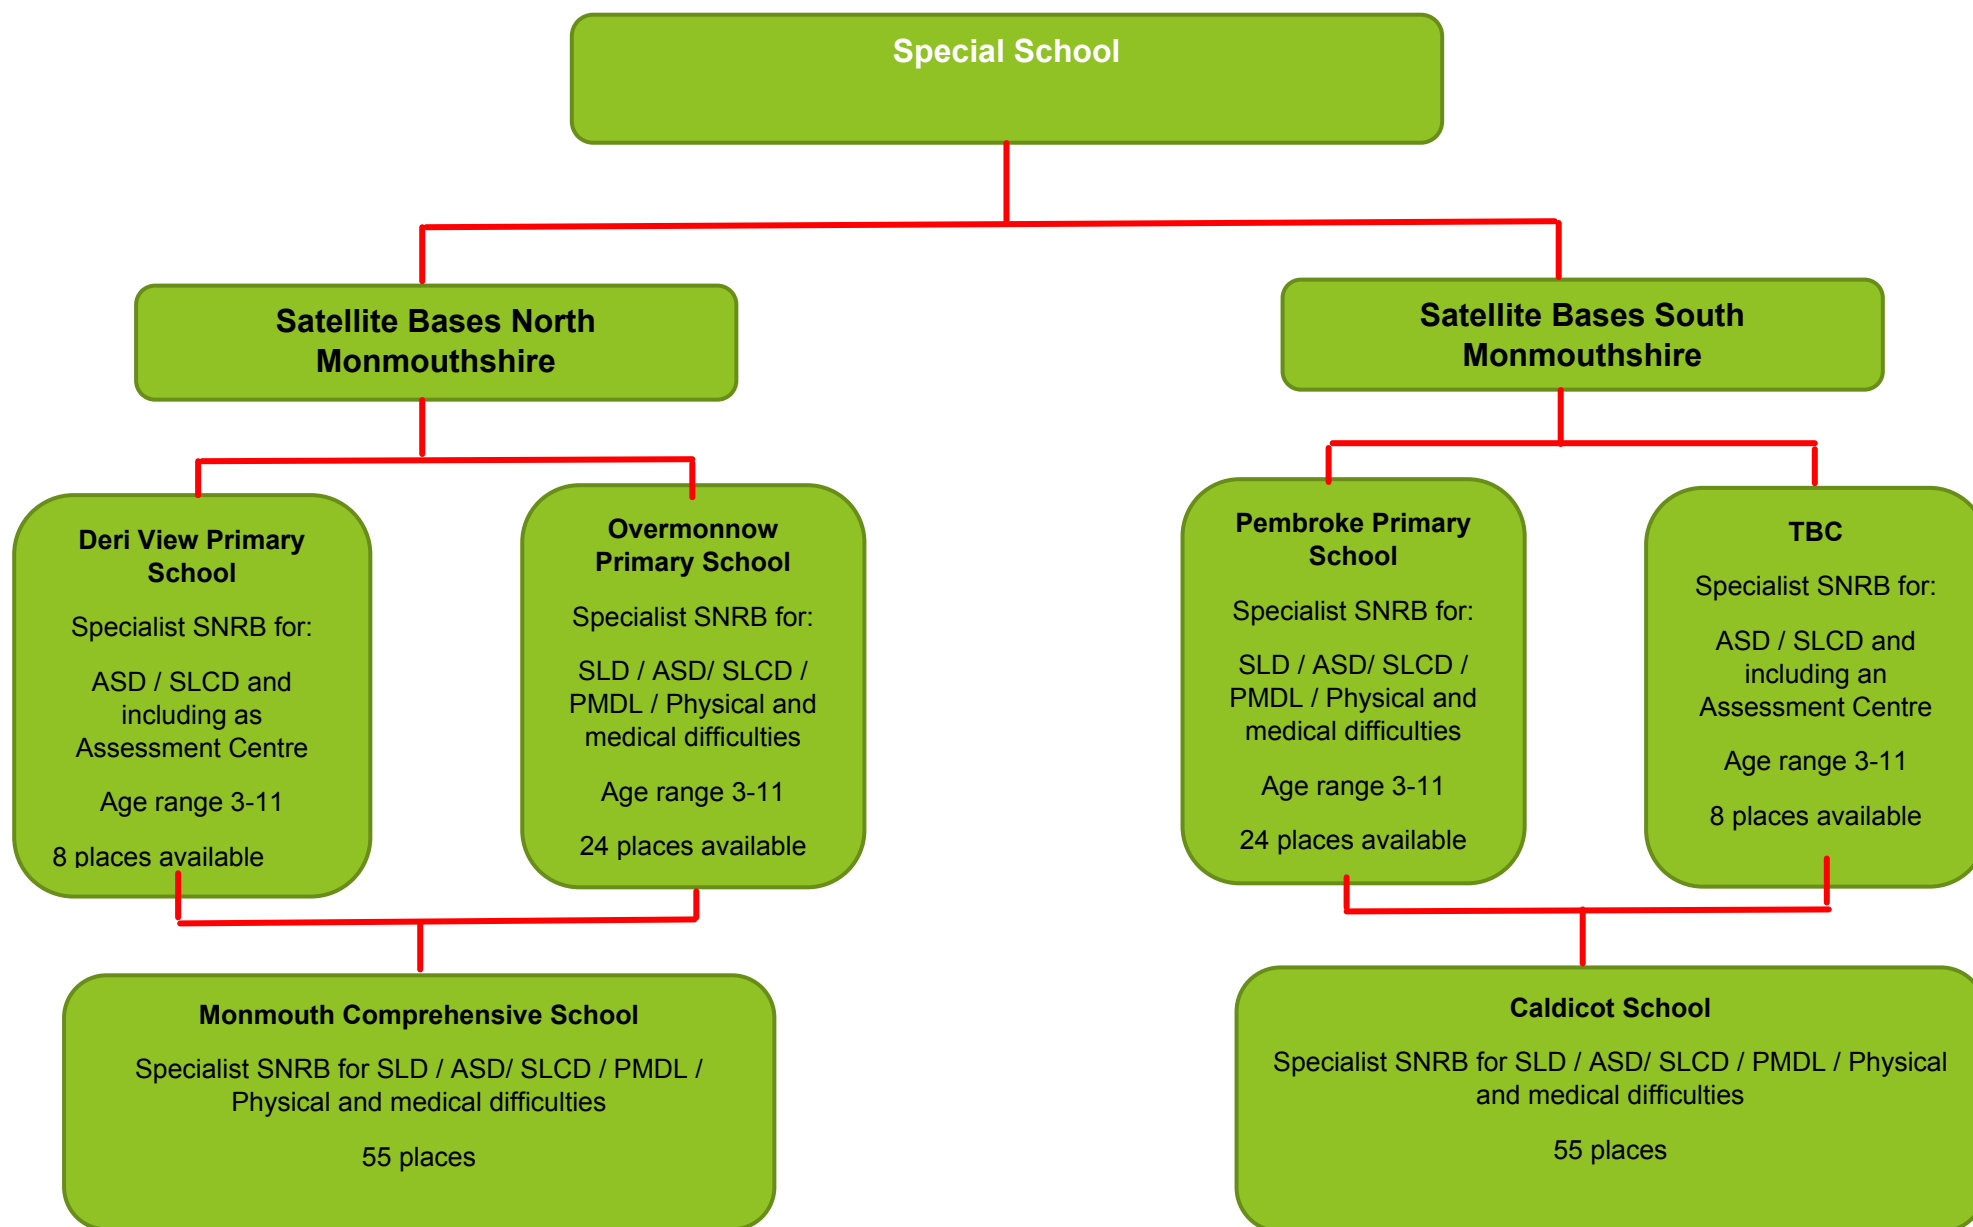 Special School
Satellite Bases North
Monmouthshire
Satellite Bases South
Monmouthshire
Deri View Primary
School
Specialist SNRB for:
ASD / SLCD and
including as
Assessment Centre
Age range 3-11
8 places available
Overmonnow
Primary School
Specialist SNRB for:
SLD / ASD/ SLCD /
PMDL / Physical and
medical difficulties
Age range 3-11
24 places available
Pembroke Primary
School
Specialist SNRB for:
SLD / ASD/ SLCD /
PMDL / Physical and
medical difficulties
Age range 3-11
24 places available
TBC
Specialist SNRB for:
ASD / SLCD and
including an
Assessment Centre
Age range 3-11
8 places available
Monmouth Comprehensive School
Specialist SNRB for SLD / ASD/ SLCD / PMDL /
Physical and medical difficulties
55 places
Caldicot School
Specialist SNRB for SLD / ASD/ SLCD / PMDL / Physical
and medical difficulties
55 places